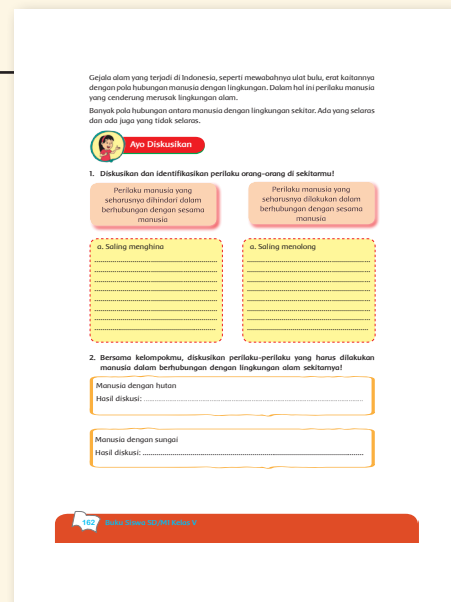 Gejala alam yang terjadi di Indonesia, seperti mewabahnya ulat bulu, erat kaitannya
dengan pola hubungan manusia dengan lingkungan. Dalam hal ini perilaku manusia
yang cenderung merusak lingkungan alam.
Banyak pola hubungan antara manusia dengan lingkungan sekitar. Ada yang selaras
dan ada juga yang tidak selaras.
Ayo Diskusikan
1. Diskusikan dan identifikasikan perilaku orang-orang di sekitarmu!
Perilaku manusia yang
seharusnya dihindari dalam
berhubungan dengan sesama
manusia
Perilaku manusia yang
seharusnya dilakukan dalam
berhubungan dengan sesama
manusia
a. Saling menghina
a. Saling menolong
2. Bersama kelompokmu, diskusikan perilaku-perilaku yang harus dilakukan
manusia dalam berhubungan dengan lingkungan alam sekitarnya!
Manusia dengan hutan
Hasil diskusi:
Manusia dengan sungai
Hasil diskusi:
162 Buku Siswa SD/MI Kelas V